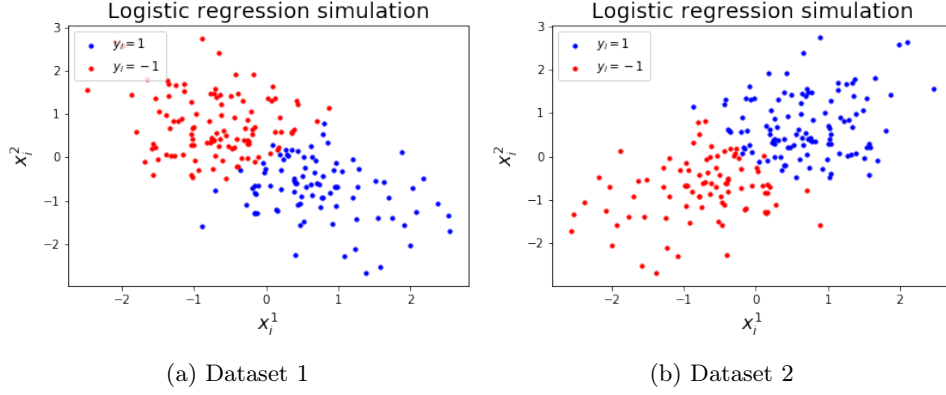 Logistic regression simulation
y_i = 1
y_i = −1
3
2
1
0
−1
−2
x_i^2
−2
−1
0
1
2
x_i^1
(a) Dataset 1
Logistic regression simulation
y_i = 1
y_i = −1
3
2
1
0
−1
−2
x_i^2
−2
−1
0
1
2
x_i^1
(b) Dataset 2